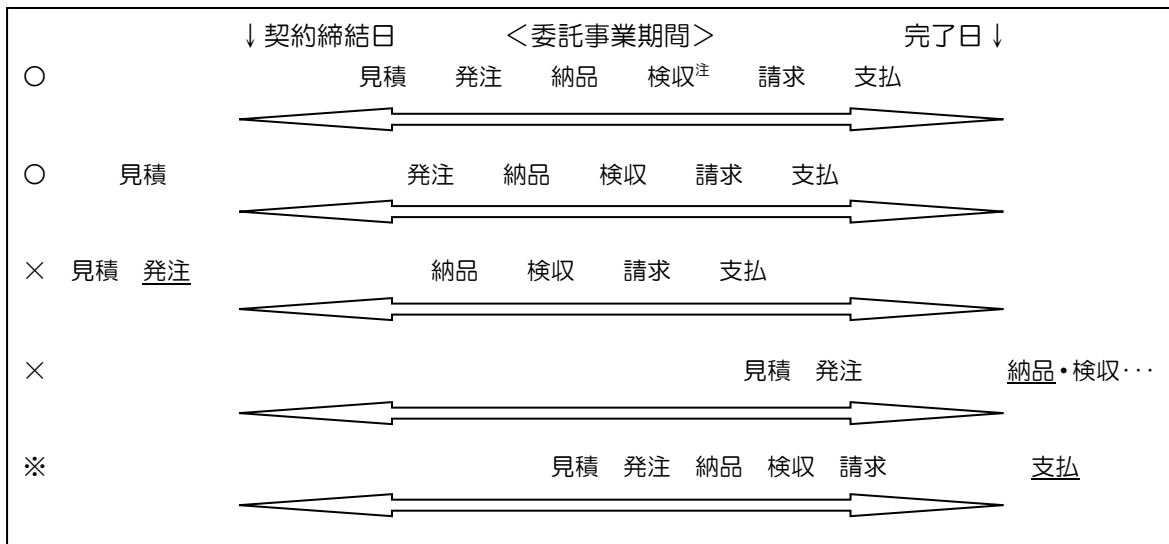 ↓契約締結日 ＜委託事業期間＞ 完了日↓
○ 見積 発注 納品 検収注 請求 支払
○ 見積 発注 納品 検収 請求 支払
× 見積 発注 納品 検収 請求 支払
× 見積 発注 納品・検収･･･
※ 見積 発注 納品 検収 請求 支払